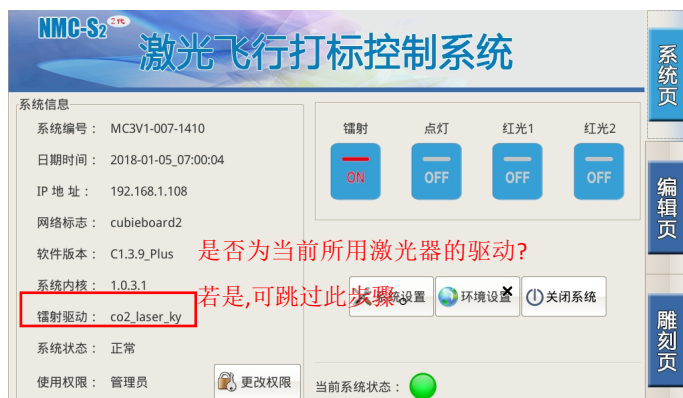 NMC-S2 2代
激光飞行打标控制系统
系统页
系统信息
系统编号： MC3V1-007-1410
镭射 点灯 红光1 红光2
日期时间： 2018-01-05_07:00:04
ON OFF OFF OFF
IP 地 址： 192.168.1.108
编辑页
网络标志： cubieboard2
软件版本： C1.3.9_Plus
是否为当前所用激光器的驱动?
系统内核： 1.0.3.1
若是,可跳过此步骤。
系统设置 环境设置 关闭系统
镭射驱动： co2_laser_ky
雕刻页
系统状态： 正常
使用权限： 管理员 更改权限
当前系统状态：